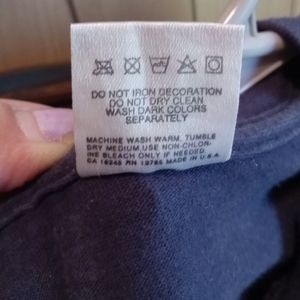 DO NOT IRON DECORATION
DO NOT DRY CLEAN
WASH DARK COLORS
SEPARATELY
MACHINE WASH WARM, TUMBLE
DRY MEDIUM, USE NON-CHLOR-
INE BLEACH ONLY IF NEEDED.
CA 16245 RN 13765 MADE IN U.S.A.